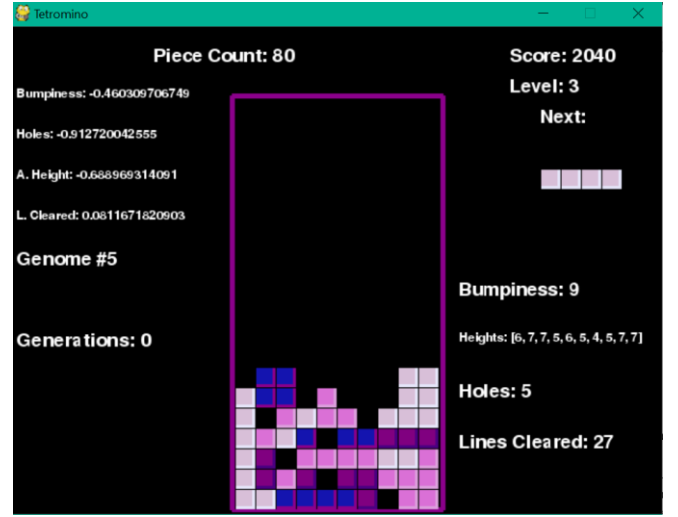 Tetromino
Piece Count: 80
Score: 2040
Level: 3
Next:
Bumpiness: -0.460309706749
Holes: -0.912720042555
A. Height: -0.688969314091
L. Cleared: 0.0811671820903
Genome #5
Generations: 0
Bumpiness: 9
Heights: [6, 7, 7, 5, 6, 5, 4, 5, 7, 7]
Holes: 5
Lines Cleared: 27